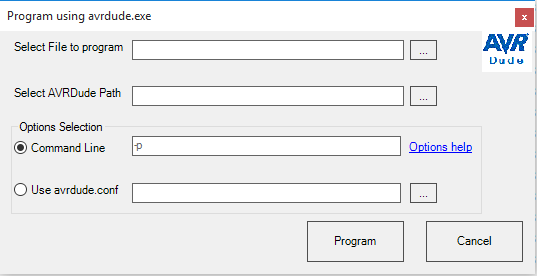 Program using avrdude.exe
x
Select File to program
...
AVR
Dude
Select AVRDude Path
...
Options Selection
Command Line
-p
Options help
Use avrdude.conf
...
Program
Cancel